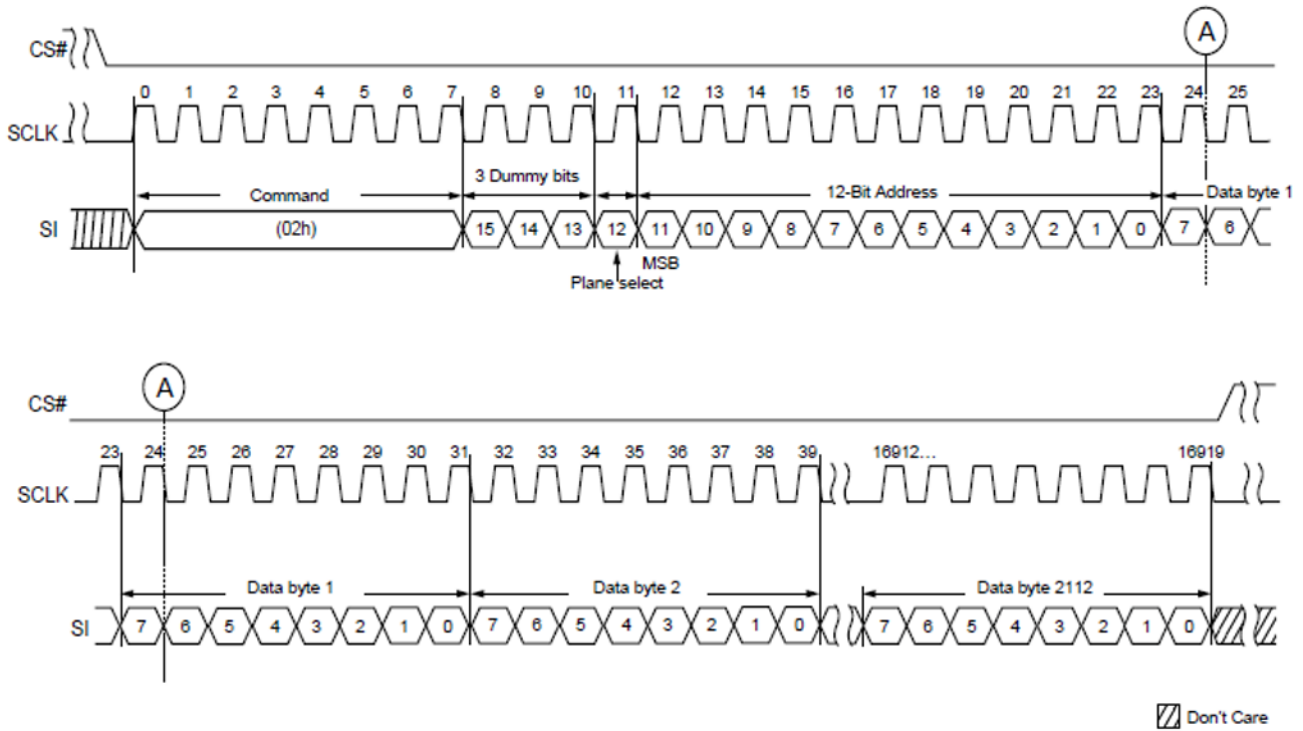 A
CS#
0 1 2 3 4 5 6 7 8 9 10 11 12 13 14 15 16 17 18 19 20 21 22 23 24 25
SCLK
3 Dummy bits
Command 12-Bit Address Data byte 1
SI (02h) 15 14 13 12 11 10 9 8 7 6 5 4 3 2 1 0 7 6
MSB
Plane select
A
CS#
23 24 25 26 27 28 29 30 31 32 33 34 35 36 37 38 39 16912... 16919
SCLK
Data byte 1 Data byte 2 Data byte 2112
SI 7 6 5 4 3 2 1 0 7 6 5 4 3 2 1 0 7 6 5 4 3 2 1 0
Don't Care